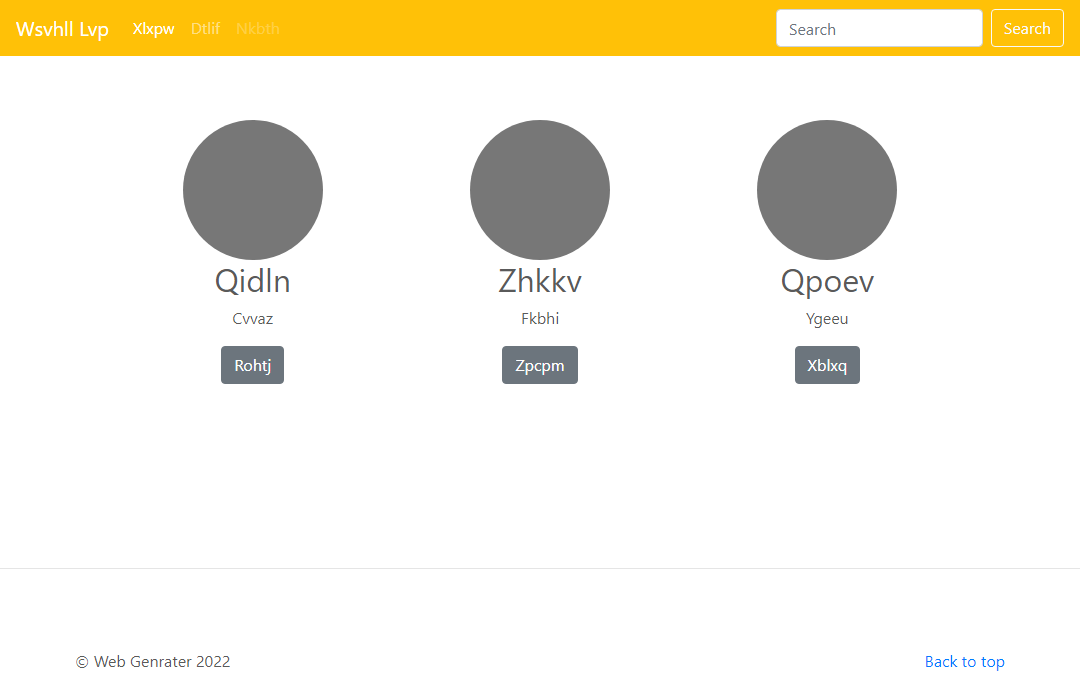 Wsvhll Lvp Xlxpw Dtlif Nkbth Search Search
Qidln Zhkkv Qpoev
Cvvaz Fkbhi Ygeeu
Rohtj Zpcpm Xblxq
© Web Genrater 2022 Back to top